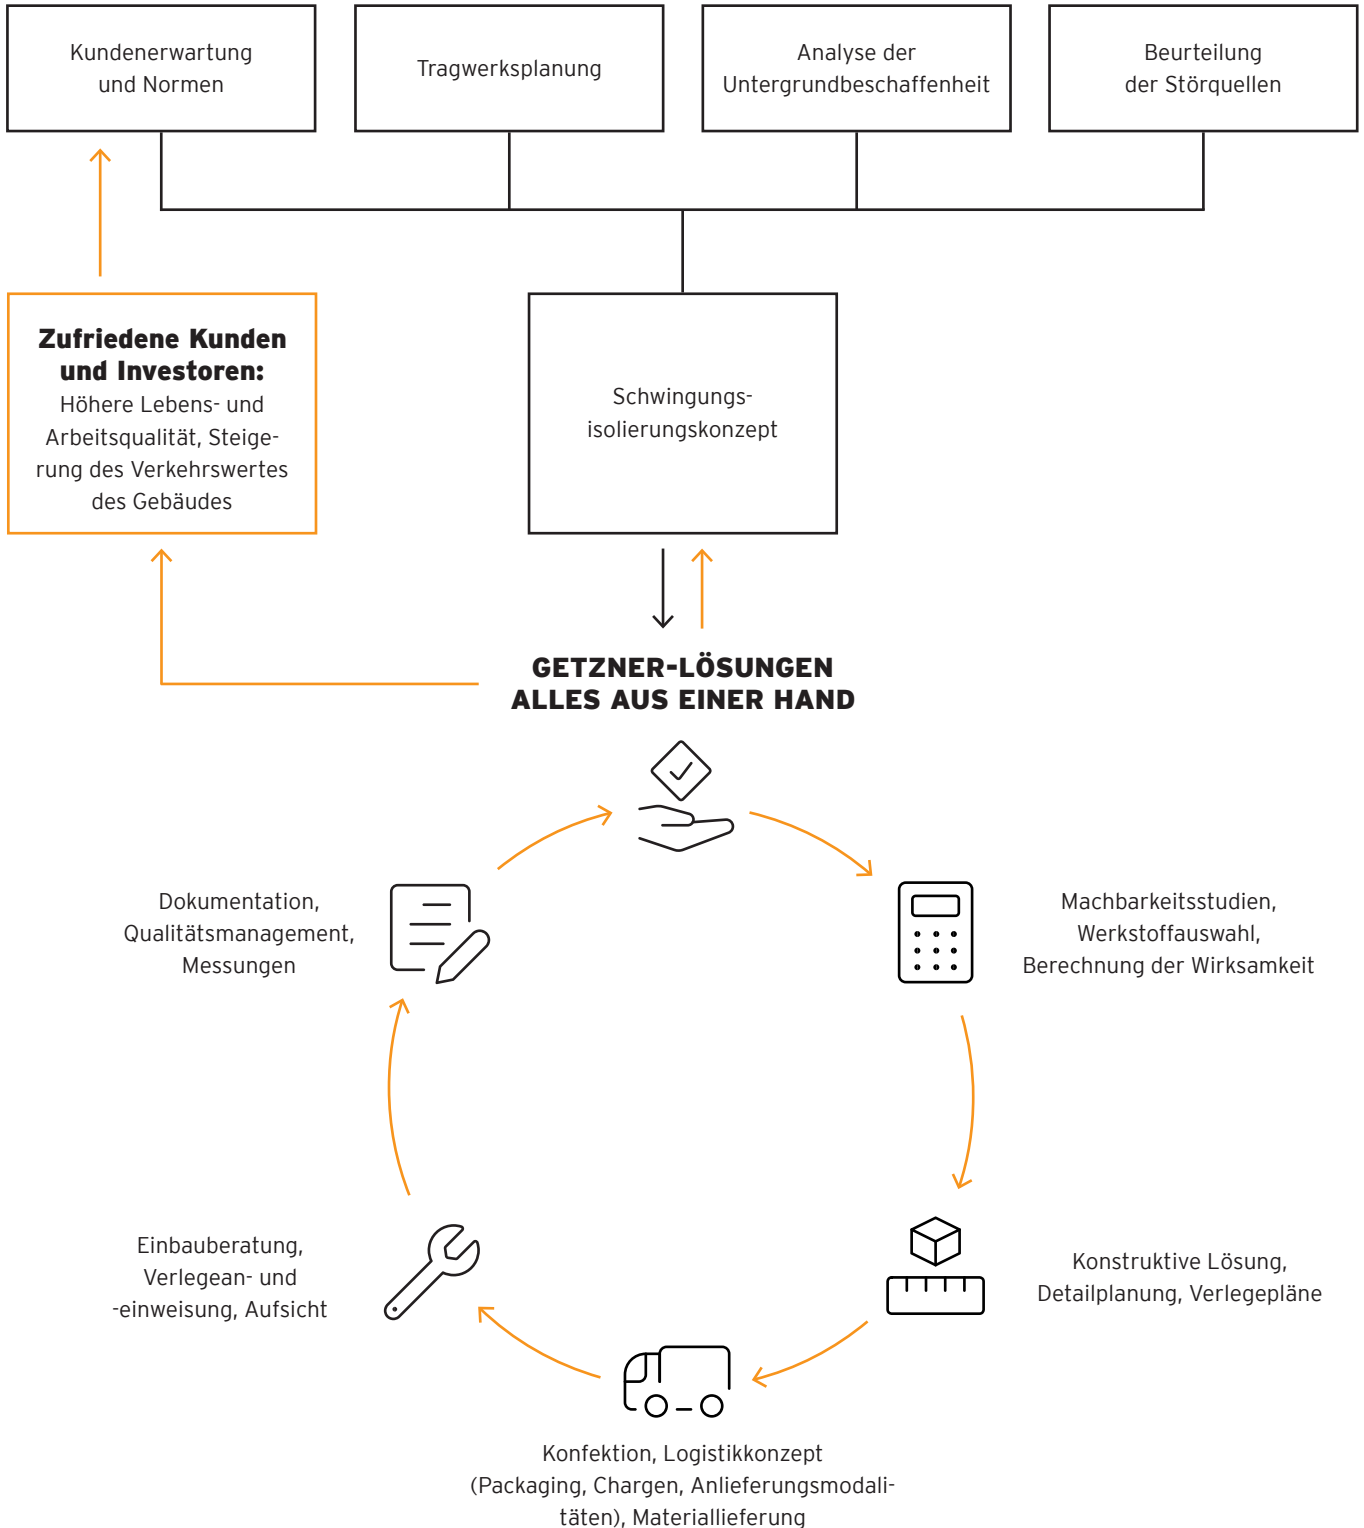 Kundenerwartung
und Normen
Tragwerksplanung
Analyse der
Untergrundbeschaffenheit
Beurteilung
der Störquellen
Zufriedene Kunden
und Investoren:
Höhere Lebens- und
Arbeitsqualität, Steige-
rung des Verkehrswertes
des Gebäudes
Schwingungs-
isolierungskonzept
GETZNER-LÖSUNGEN
ALLES AUS EINER HAND
Dokumentation,
Qualitätsmanagement,
Messungen
Machbarkeitsstudien,
Werkstoffauswahl,
Berechnung der Wirksamkeit
Einbauberatung,
Verlegean- und
-einweisung, Aufsicht
Konstruktive Lösung,
Detailplanung, Verlegepläne
Konfektion, Logistikkonzept
(Packaging, Chargen, Anlieferungsmodali-
täten), Materiallieferung